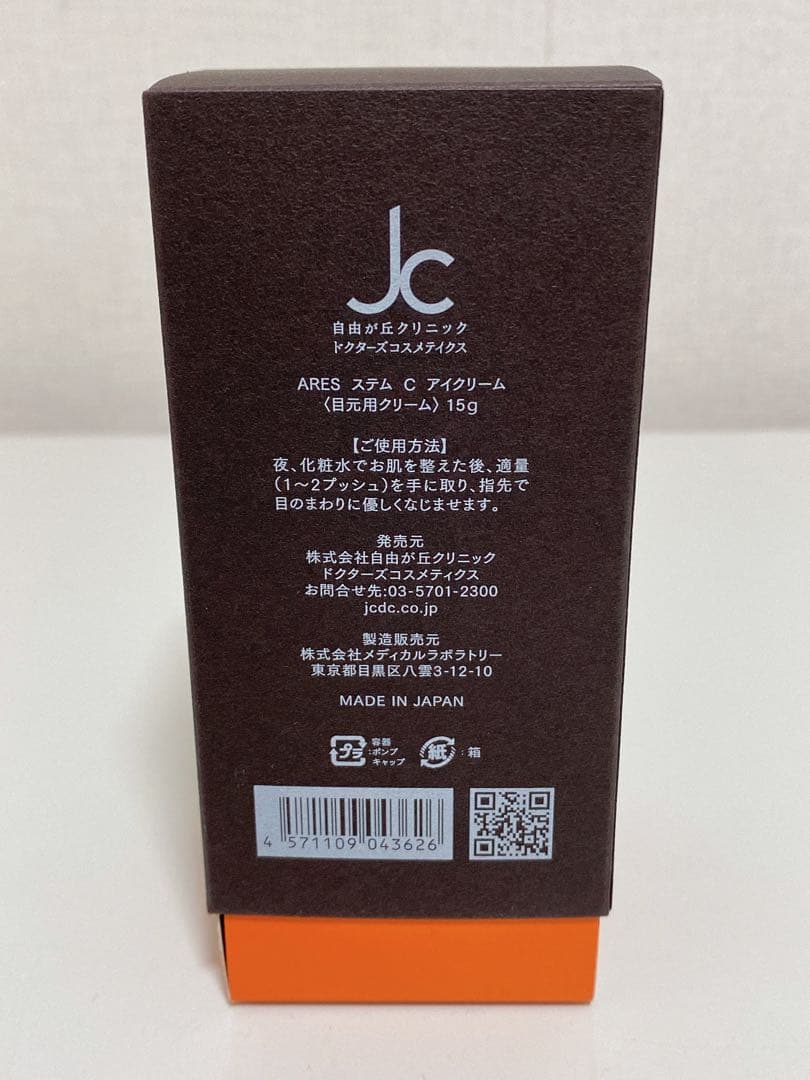 Jc
自由が丘クリニック
ドクターズコスメティクス
ARES ステム C アイクリーム
〈目元用クリーム〉15g
【ご使用方法】
夜、化粧水でお肌を整えた後、適量
(1〜2プッシュ)を手に取り、指先で
目のまわりに優しくなじませます。
発売元
株式会社自由が丘クリニック
ドクターズコスメティクス
お問合せ先:03-5701-2300
jcdc.co.jp
製造販売元
株式会社メディカルラボラトリー
東京都目黒区八雲3-12-10
MADE IN JAPAN
プラ
容器
:ポンプ
キャップ
紙 :箱
4 571109 043626